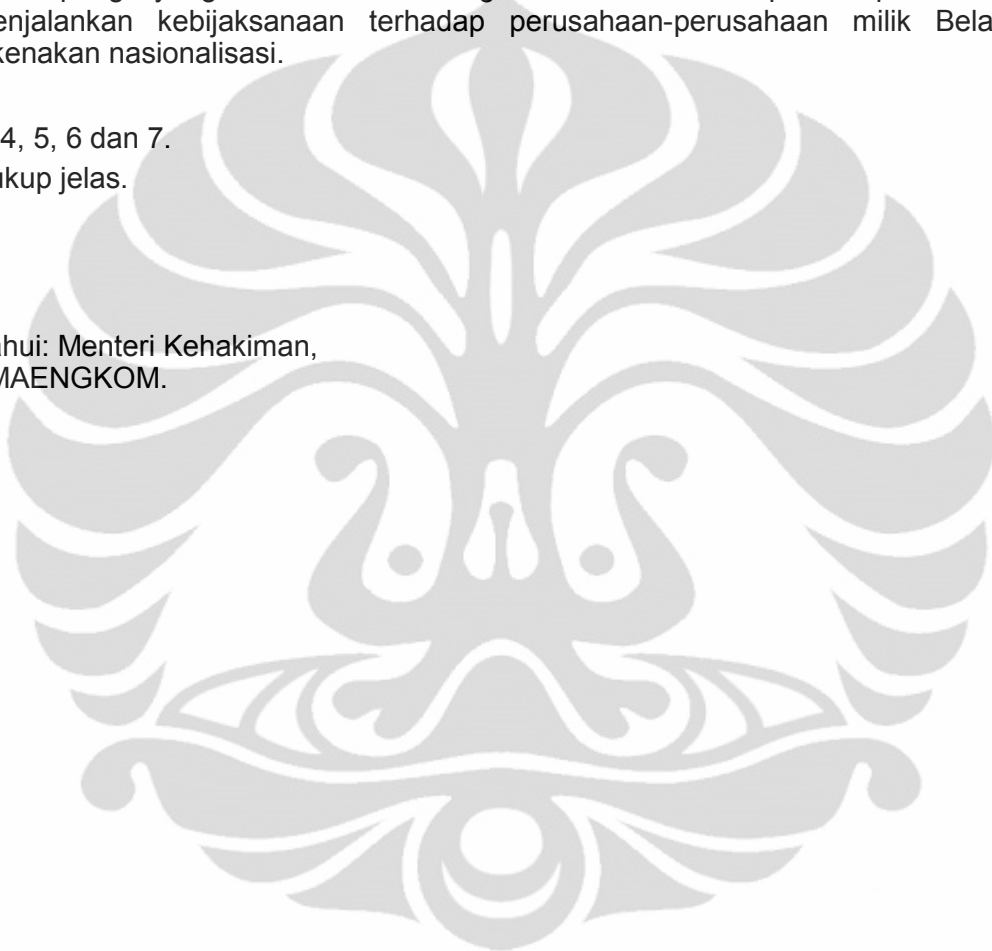 enjalankan kebijaksanaan terhadap perusahaan-perusahaan milik Bela
kenakan nasionalisasi.
4, 5, 6 dan 7.
ukup jelas.
ahui: Menteri Kehakiman,
MAENGKOM.